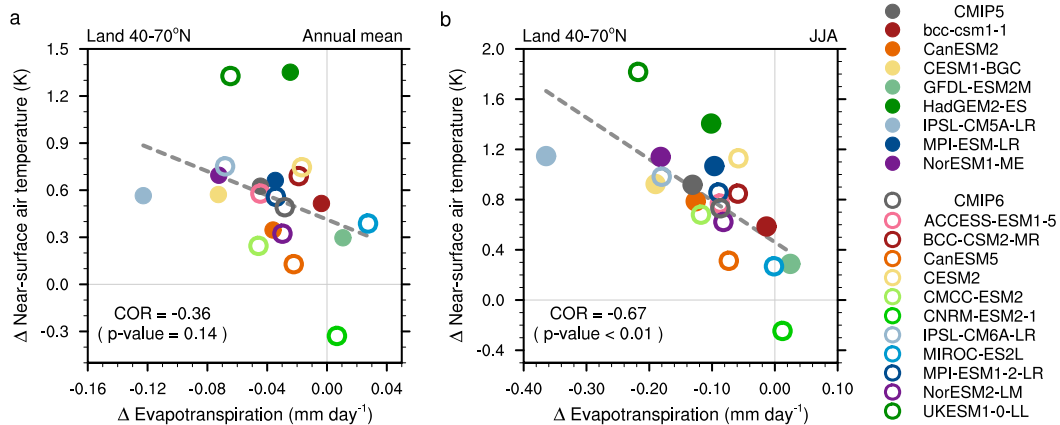 a
Land 40-70°N Annual mean
Δ Near-surface air temperature (K)
1.5
1.2
0.9
0.6
0.3
0.0
-0.3
COR = -0.36
( p-value = 0.14 )
-0.16 -0.12 -0.08 -0.04 0.00 0.04
Δ Evapotranspiration (mm day⁻¹)
b
Land 40-70°N JJA
Δ Near-surface air temperature (K)
2.0
1.6
1.2
0.8
0.4
0.0
-0.4
COR = -0.67
( p-value < 0.01 )
-0.40 -0.30 -0.20 -0.10 0.00 0.10
Δ Evapotranspiration (mm day⁻¹)
CMIP5
bcc-csm1-1
CanESM2
CESM1-BGC
GFDL-ESM2M
HadGEM2-ES
IPSL-CM5A-LR
MPI-ESM-LR
NorESM1-ME
CMIP6
ACCESS-ESM1-5
BCC-CSM2-MR
CanESM5
CESM2
CMCC-ESM2
CNRM-ESM2-1
IPSL-CM6A-LR
MIROC-ES2L
MPI-ESM1-2-LR
NorESM2-LM
UKESM1-0-LL